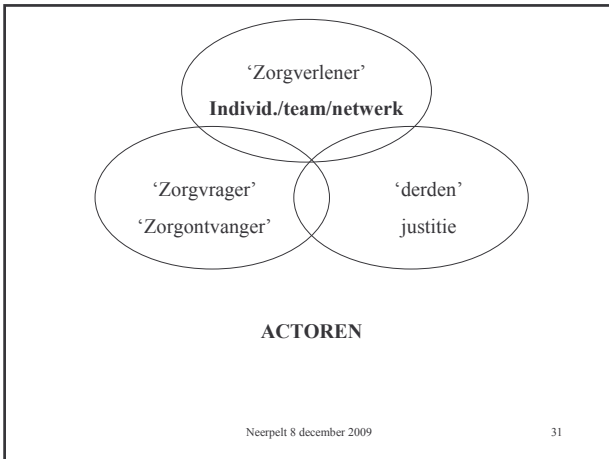 ‘Zorgverlener’
Individ./team/netwerk
‘Zorgvrager’
‘Zorgontvanger’
‘derden’
justitie
ACTOREN
Neerpelt 8 december 2009
31